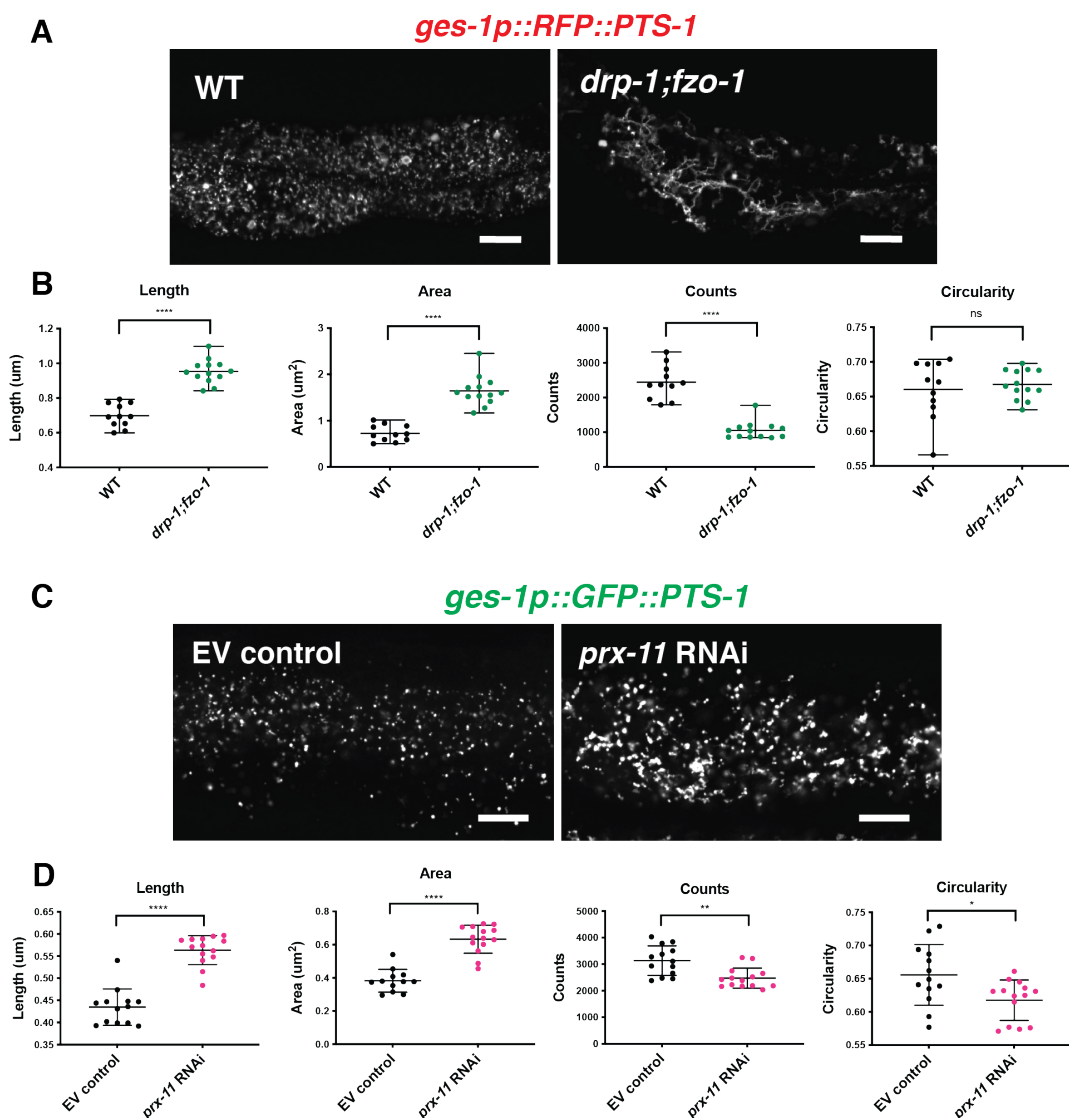 A
ges-1p::RFP::PTS-1
WT
drp-1;fzo-1
B
Length
****
Length (um)
1.2
1.0
0.8
0.6
0.4
WT
drp-1;fzo-1
Area
****
Area (um2)
3
2
1
0
WT
drp-1;fzo-1
Counts
****
Counts
4000
3000
2000
1000
0
WT
drp-1;fzo-1
Circularity
ns
Circularity
0.75
0.70
0.65
0.60
0.55
WT
drp-1;fzo-1
C
ges-1p::GFP::PTS-1
EV control
prx-11 RNAi
D
Length
****
Length (um)
0.65
0.60
0.55
0.50
0.45
0.40
0.35
EV control
prx-11 RNAi
Area
****
Area (um2)
0.8
0.6
0.4
0.2
0.0
EV control
prx-11 RNAi
Counts
**
Counts
5000
4000
3000
2000
1000
0
EV control
prx-11 RNAi
Circularity
*
Circularity
0.75
0.70
0.65
0.60
0.55
EV control
prx-11 RNAi